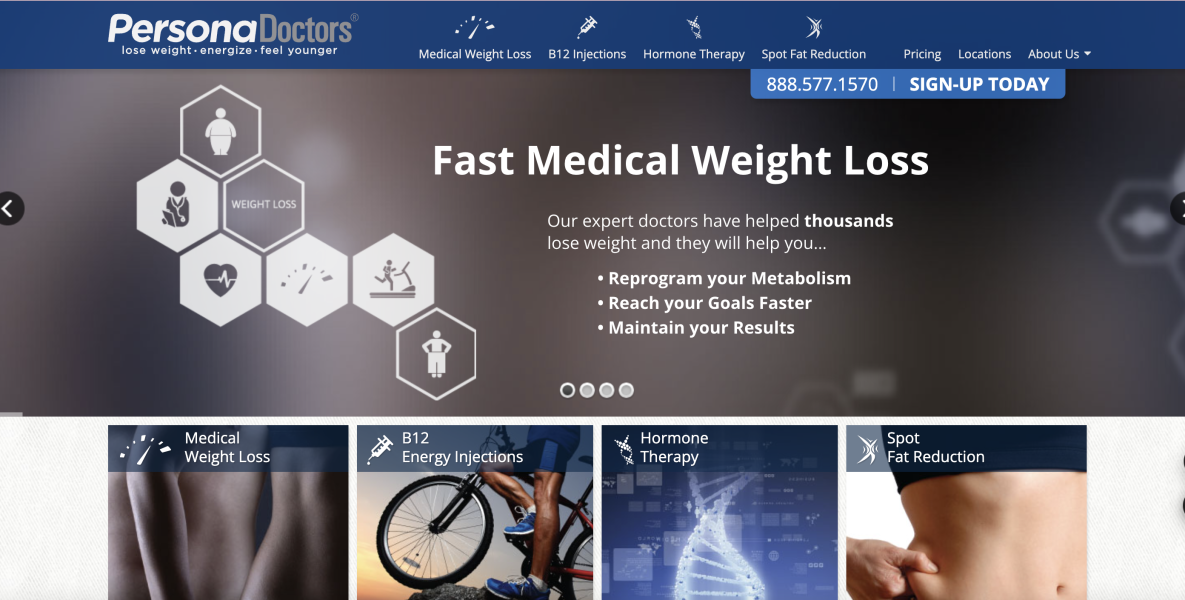 PersonaDoctors®
lose weight · energize · feel younger
Medical Weight Loss
B12 Injections
Hormone Therapy
Spot Fat Reduction
Pricing
Locations
About Us
888.577.1570 | SIGN-UP TODAY
WEIGHT LOSS
Fast Medical Weight Loss
Our expert doctors have helped thousands
lose weight and they will help you...
• Reprogram your Metabolism
• Reach your Goals Faster
• Maintain your Results
Medical
Weight Loss
B12
Energy Injections
Hormone
Therapy
Spot
Fat Reduction